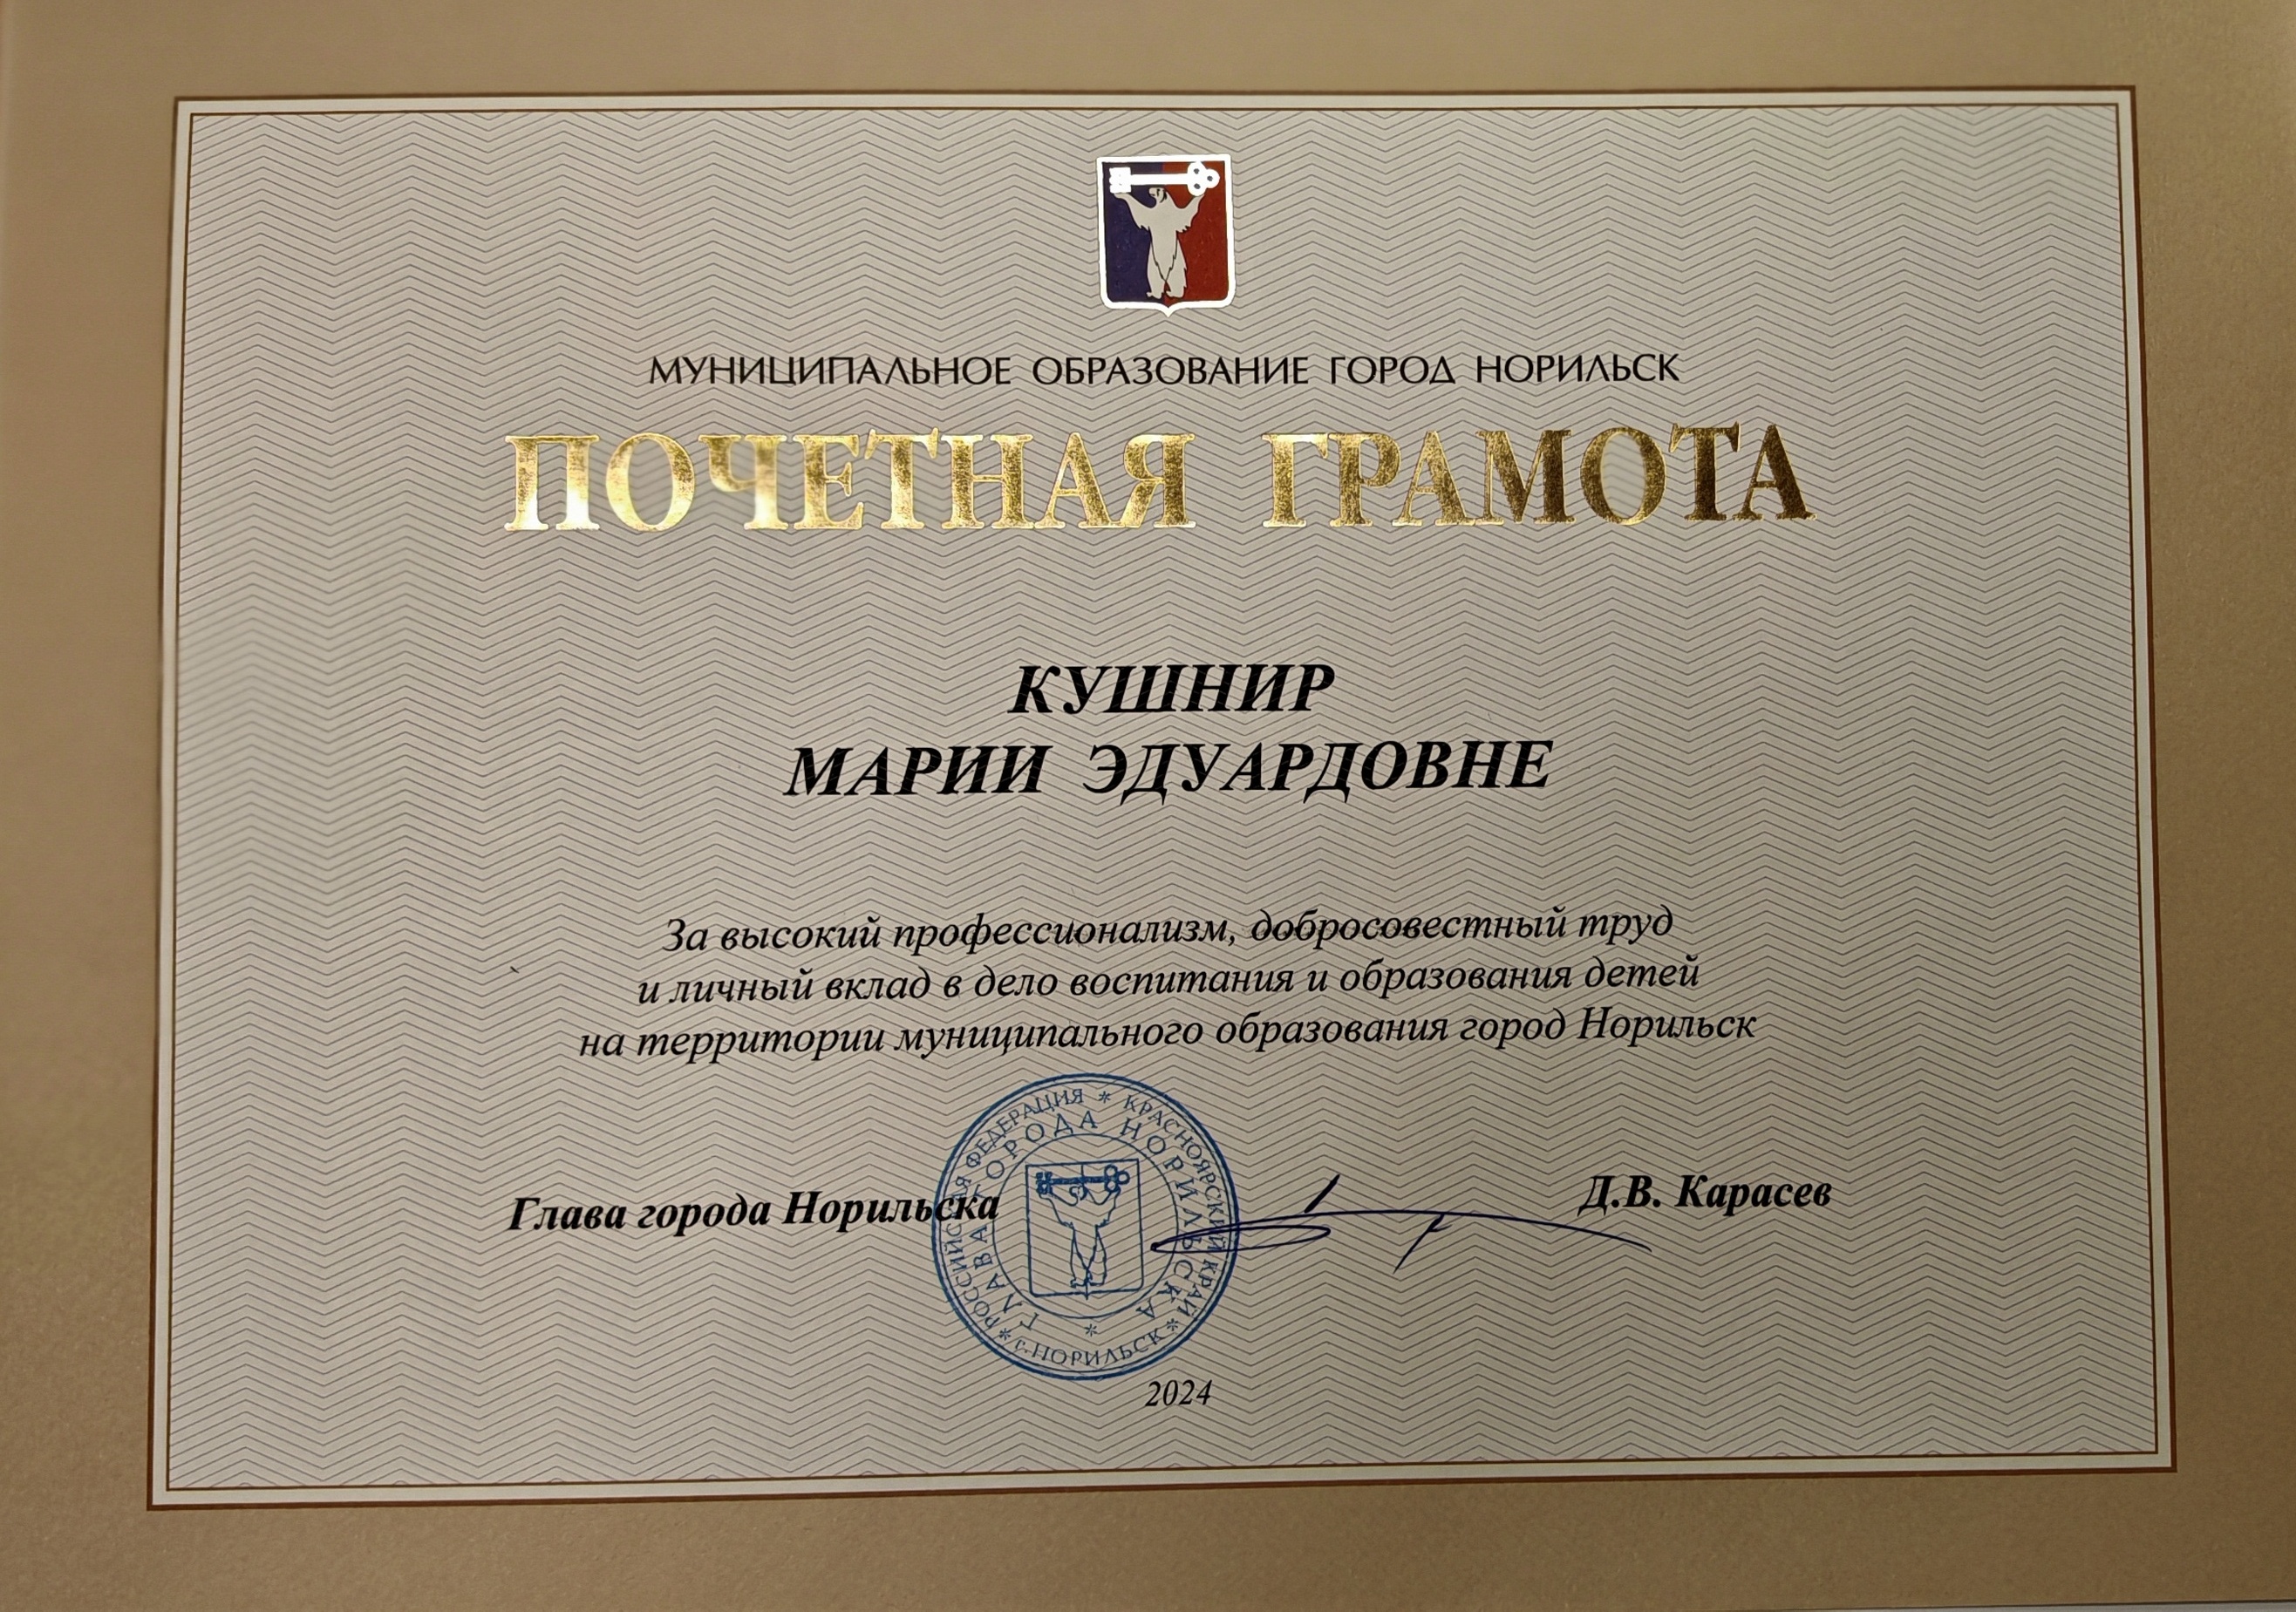 МУНИЦИПАЛЬНОЕ ОБРАЗОВАНИЕ ГОРОД НОРИЛЬСК
ПОЧЕТНАЯ ГРАМОТА
КУШНИР
МАРИИ ЭДУАРДОВНЕ
За высокий профессионализм, добросовестный труд
и личный вклад в дело воспитания и образования детей
на территории муниципального образования город Норильск
Глава города Норильска
Д.В. Карасев
РОССИЙСКАЯ ФЕДЕРАЦИЯ * КРАСНОЯРСКИЙ КРАЙ * г. НОРИЛЬСК *
ГЛАВА ГОРОДА НОРИЛЬСКА *
2024